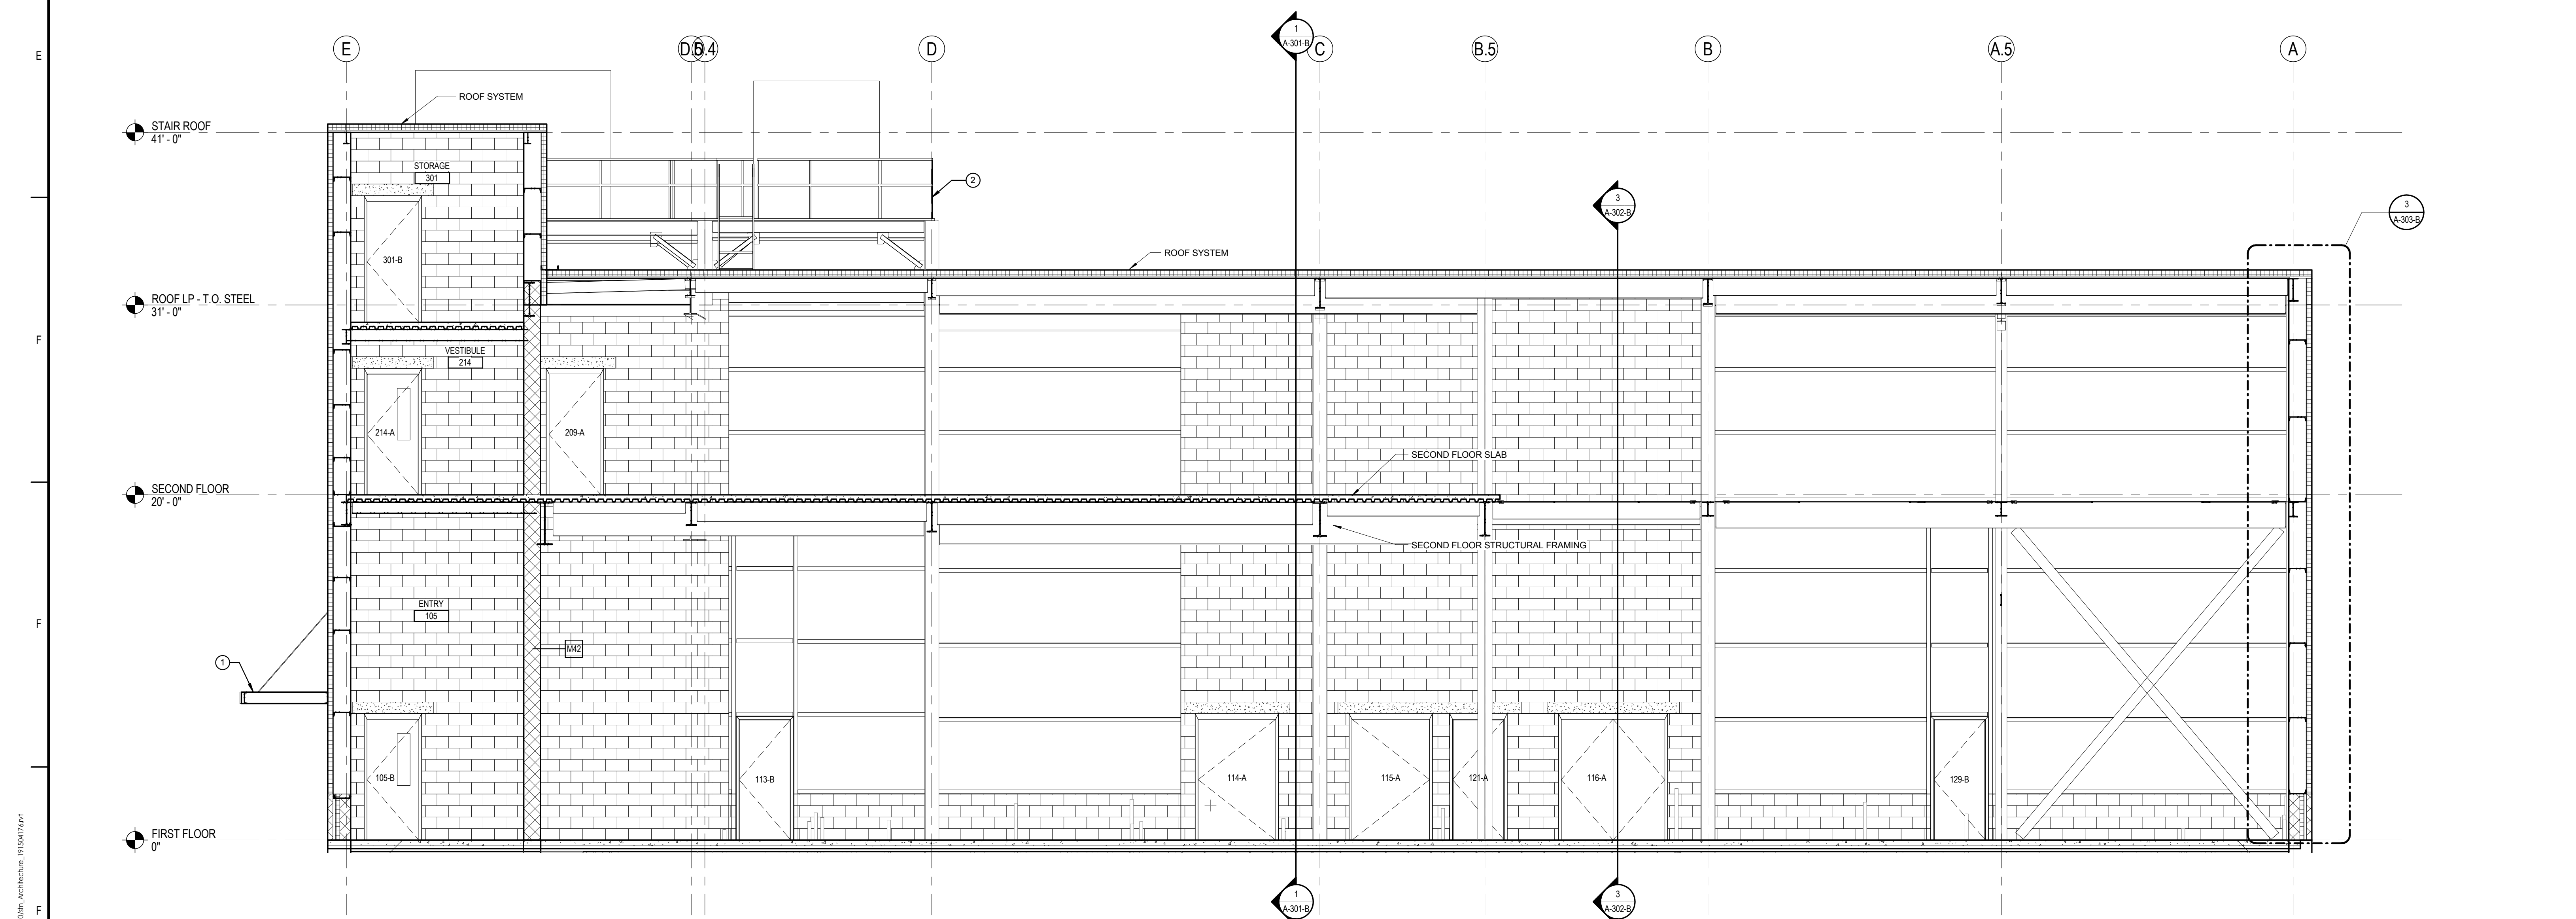 1
A-301-B
E
E
D.6
D.4
D
C
B.5
B
A.5
A
ROOF SYSTEM
STAIR ROOF
41' - 0"
STORAGE
301
2
3
A-302-B
3
A-303-B
ROOF SYSTEM
301-B
ROOF LP - T.O. STEEL
31' - 0"
F
VESTIBULE
214
214-A
209-A
SECOND FLOOR SLAB
SECOND FLOOR
20' - 0"
SECOND FLOOR STRUCTURAL FRAMING
ENTRY
105
F
M42
1
105-B
113-B
114-A
115-A
121-A
116-A
129-B
FIRST FLOOR
0"
0/stn_Architecture_191504176.rvt
1
A-301-B
3
A-302-B
F